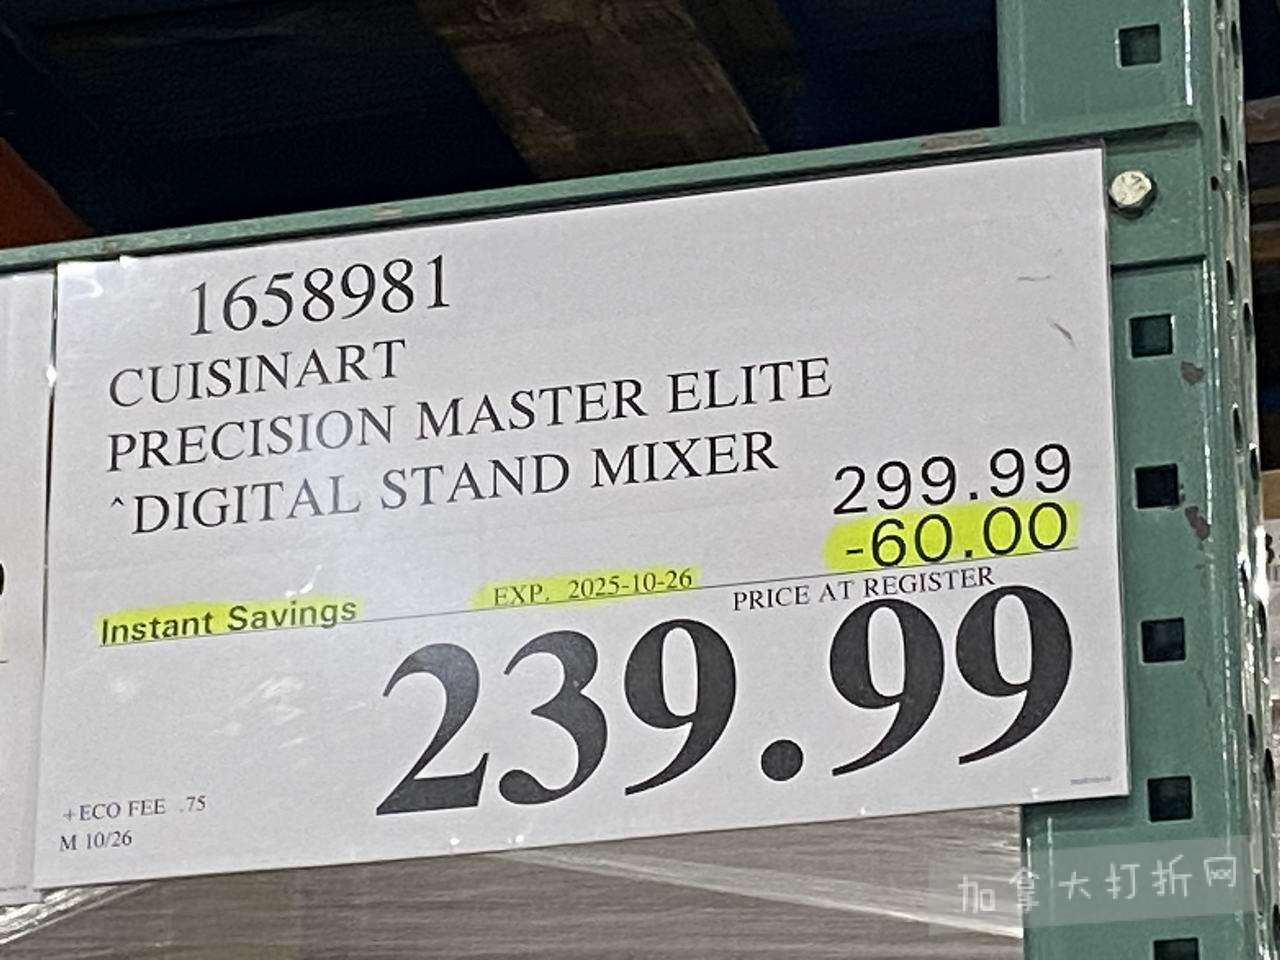 1658981
CUISINART
PRECISION MASTER ELITE
^DIGITAL STAND MIXER
299.99
-60.00
Instant Savings
EXP. 2025-10-26
PRICE AT REGISTER
239.99
+ECO FEE .75
M 10/26
加拿大打折网